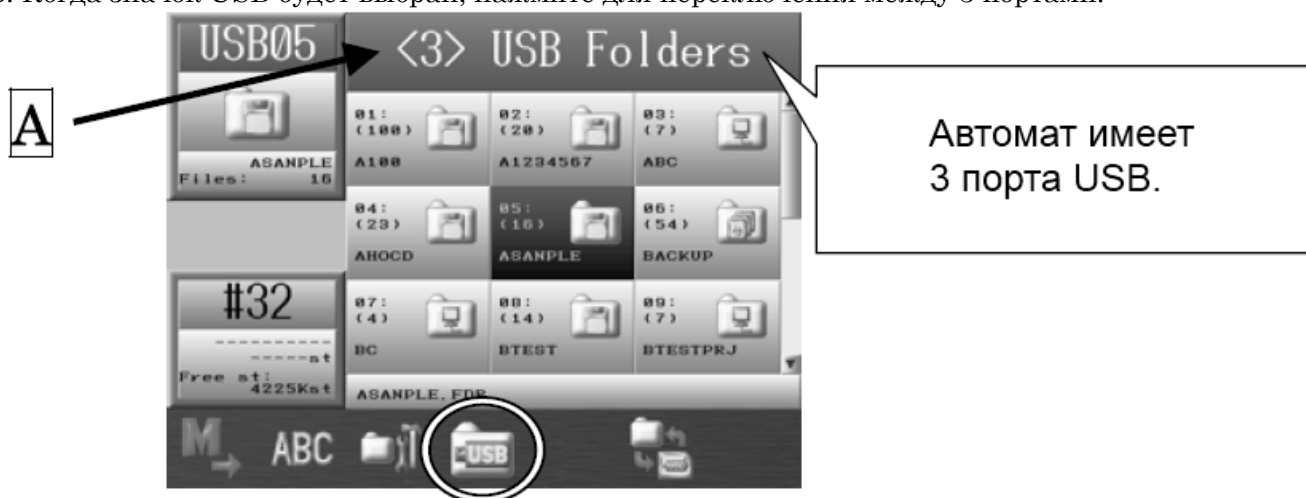 USB05
<3> USB Folders
A
ASANPLE
Files: 16
01:
(100)
A100
02:
(20)
A1234567
03:
(7)
ABC
04:
(23)
AHOCD
05:
(16)
ASANPLE
06:
(54)
BACKUP
#32
----------
-----st
Free st:
4225Kst
07:
(4)
BC
08:
(14)
BTEST
09:
(7)
BTESTPRJ
ASANPLE.FDR
M ABC USB
Автомат имеет
3 порта USB.